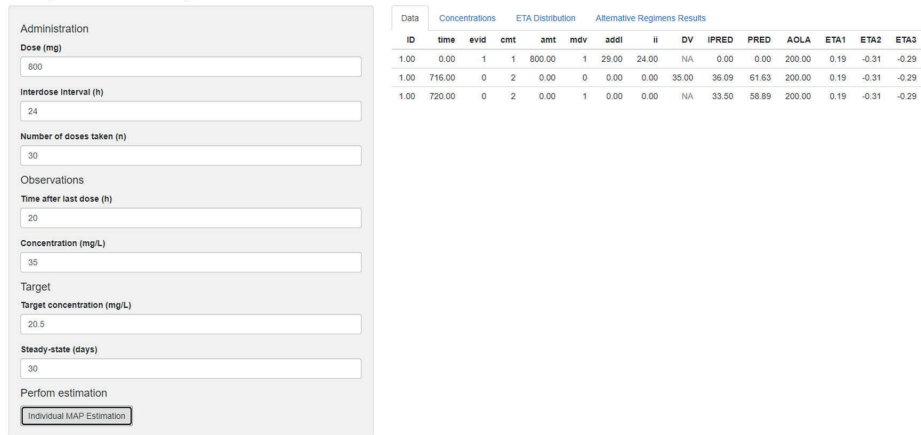 Administration
Dose (mg)
800
Interdose Interval (h)
24
Number of doses taken (n)
30
Observations
Time after last dose (h)
20
Concentration (mg/L)
35
Target
Target concentration (mg/L)
20.5
Steady-state (days)
30
Perfom estimation
Individual MAP Estimation
Data Concentrations ETA Distribution Alternative Regimens Results
ID time evid cmt amt mdv addl ii DV IPRED PRED AOLA ETA1 ETA2 ETA3
1.00 0.00 1 1 800.00 1 29.00 24.00 NA 0.00 0.00 200.00 0.19 -0.31 -0.29
1.00 716.00 0 2 0.00 0 0.00 0.00 35.00 36.09 61.63 200.00 0.19 -0.31 -0.29
1.00 720.00 0 2 0.00 1 0.00 0.00 NA 33.50 58.89 200.00 0.19 -0.31 -0.29